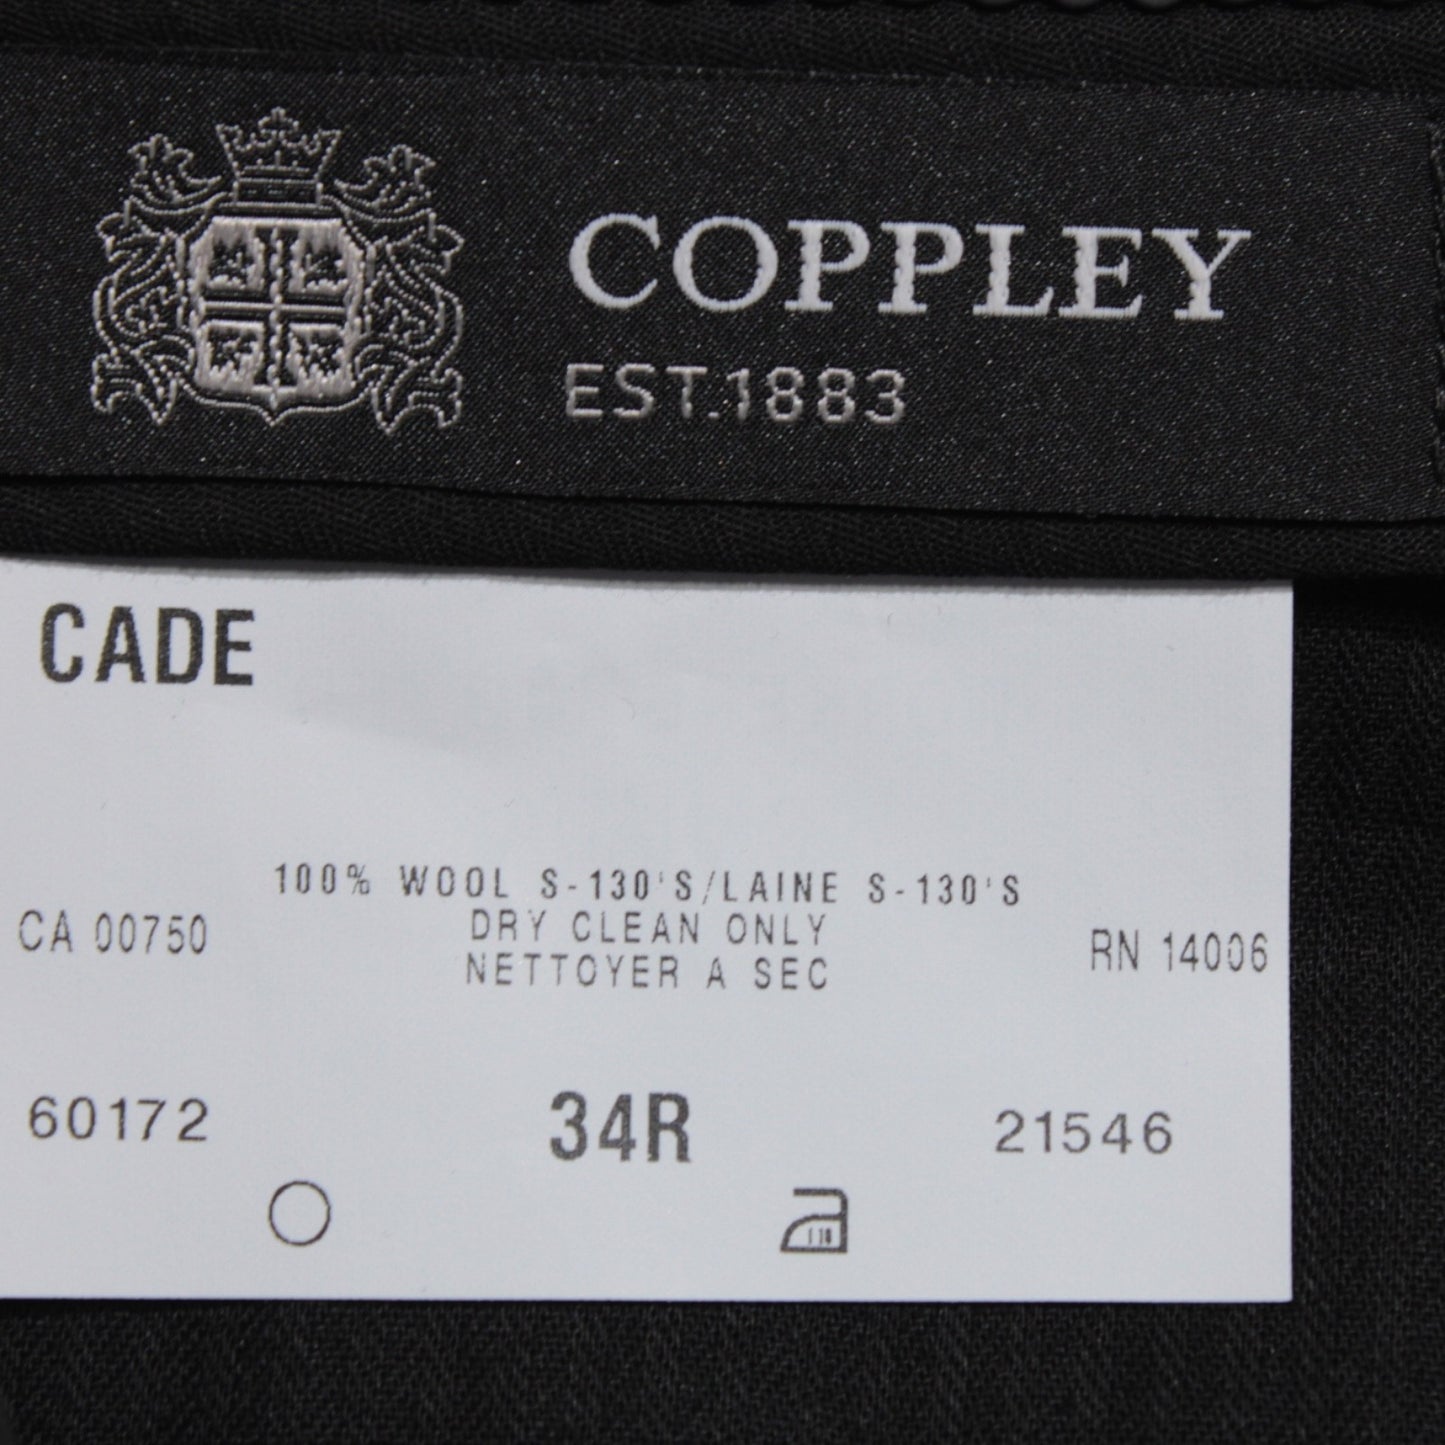 COPPLEY
EST.1883
CADE
100% WOOL S-130'S/LAINE S-130'S
CA 00750
DRY CLEAN ONLY
NETTOYER A SEC
RN 14006
60172
34R
21546